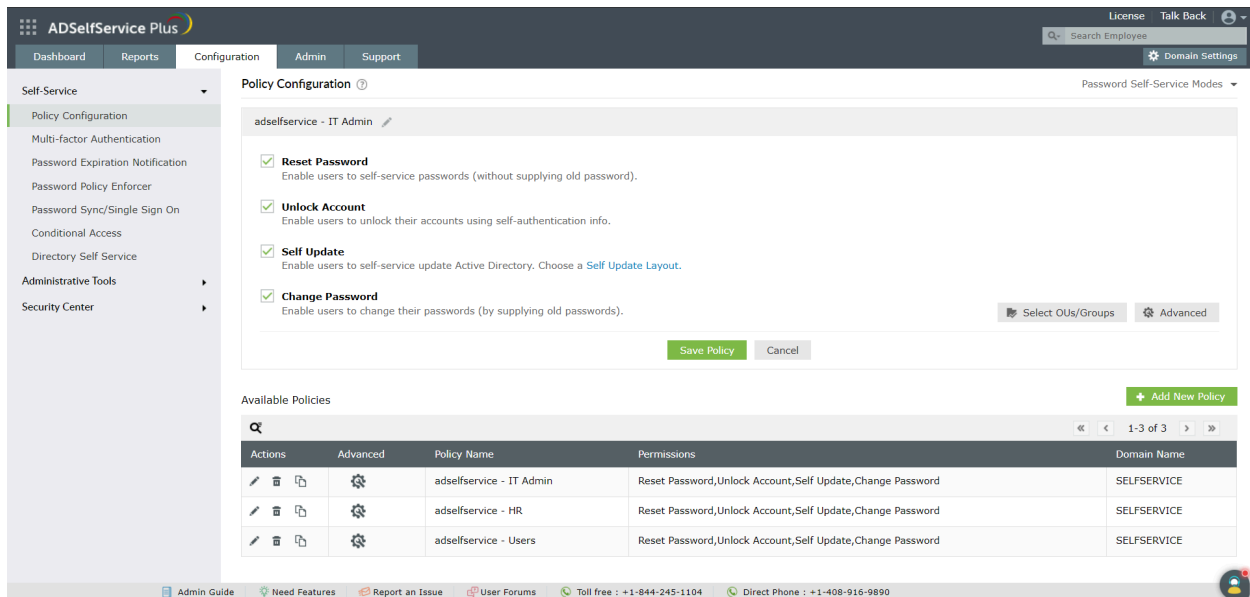 License Talk Back
ADSelfService Plus
Search Employee
Dashboard Reports Configuration Admin Support
Domain Settings
Self-Service
Policy Configuration
Multi-factor Authentication
Password Expiration Notification
Password Policy Enforcer
Password Sync/Single Sign On
Conditional Access
Directory Self Service
Administrative Tools
Security Center
Policy Configuration ?
Password Self-Service Modes
adselfservice - IT Admin
Reset Password
Enable users to self-service passwords (without supplying old password).
Unlock Account
Enable users to unlock their accounts using self-authentication info.
Self Update
Enable users to self-service update Active Directory. Choose a Self Update Layout.
Change Password
Enable users to change their passwords (by supplying old passwords).
Select OUs/Groups Advanced
Save Policy Cancel
Available Policies
Add New Policy
1-3 of 3
Actions Advanced Policy Name Permissions Domain Name
adselfservice - IT Admin Reset Password,Unlock Account,Self Update,Change Password SELFSERVICE
adselfservice - HR Reset Password,Unlock Account,Self Update,Change Password SELFSERVICE
adselfservice - Users Reset Password,Unlock Account,Self Update,Change Password SELFSERVICE
Admin Guide Need Features Report an Issue User Forums Toll free : +1-844-245-1104 Direct Phone : +1-408-916-9890